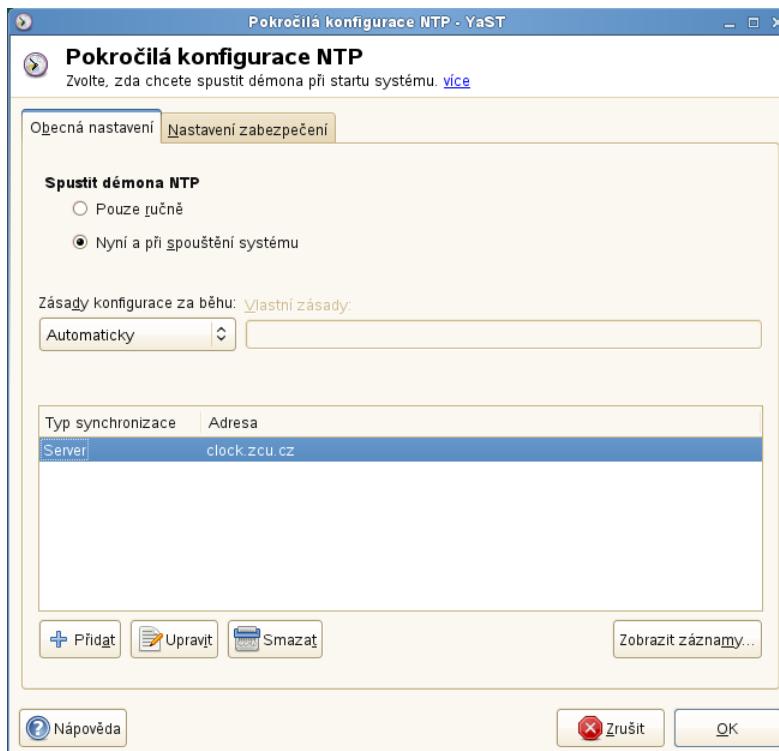 Pokročilá konfigurace NTP - YaST
Pokročilá konfigurace NTP
Zvolte, zda chcete spustit démona při startu systému. více
Obecná nastavení Nastavení zabezpečení
Spustit démona NTP
Pouze ručně
Nyní a při spouštění systému
Zásady konfigurace za běhu: Vlastní zásady:
Automaticky
Typ synchronizace Adresa
Server clock.zcu.cz
Přidat Upravit Smazat Zobrazit záznamy...
Nápověda Zrušit OK